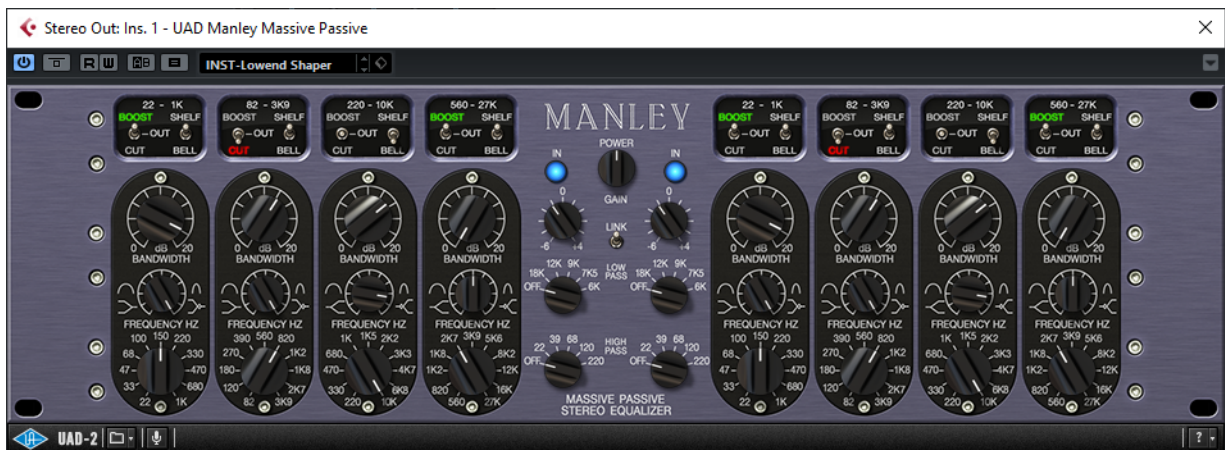 Stereo Out: Ins. 1 - UAD Manley Massive Passive
R W AB INST-Lowend Shaper
22 - 1K 82 - 3K9 220 - 10K 560 - 27K MANLEY 22 - 1K 82 - 3K9 220 - 10K 560 - 27K
BOOST SHELF BOOST SHELF BOOST SHELF BOOST SHELF BOOST SHELF BOOST SHELF BOOST SHELF BOOST SHELF
OUT OUT OUT OUT POWER OUT OUT OUT OUT
CUT BELL CUT BELL CUT BELL CUT BELL IN IN CUT BELL CUT BELL CUT BELL CUT BELL
GAIN
0 0
LINK
-6 +4 -6 +4
0 dB 20 0 dB 20 0 dB 20 0 dB 20 0 dB 20 0 dB 20 0 dB 20 0 dB 20
BANDWIDTH BANDWIDTH BANDWIDTH BANDWIDTH BANDWIDTH BANDWIDTH BANDWIDTH BANDWIDTH
12K 9K LOW 12K 9K
18K 7K5 PASS 18K 7K5
OFF 6K OFF 6K
FREQUENCY HZ FREQUENCY HZ FREQUENCY HZ FREQUENCY HZ FREQUENCY HZ FREQUENCY HZ FREQUENCY HZ FREQUENCY HZ
100 150 220 390 560 820 1K 1K5 2K2 2K7 3K9 5K6 39 68 HIGH 39 68 100 150 220 390 560 820 1K 1K5 2K2 2K7 3K9 5K6
68 330 270 1K2 680 3K3 1K8 8K2 22 120 PASS 22 120 68 330 270 1K2 680 3K3 1K8 8K2
47 470 180 1K8 470 4K7 1K2 12K OFF 220 OFF 220 47 470 180 1K8 470 4K7 1K2 12K
33 680 120 2K7 330 6K8 820 16K 33 680 120 2K7 330 6K8 820 16K
22 1K 82 3K9 220 10K 560 27K MASSIVE PASSIVE 22 1K 82 3K9 220 10K 560 27K
STEREO EQUALIZER
UA UAD-2 ?